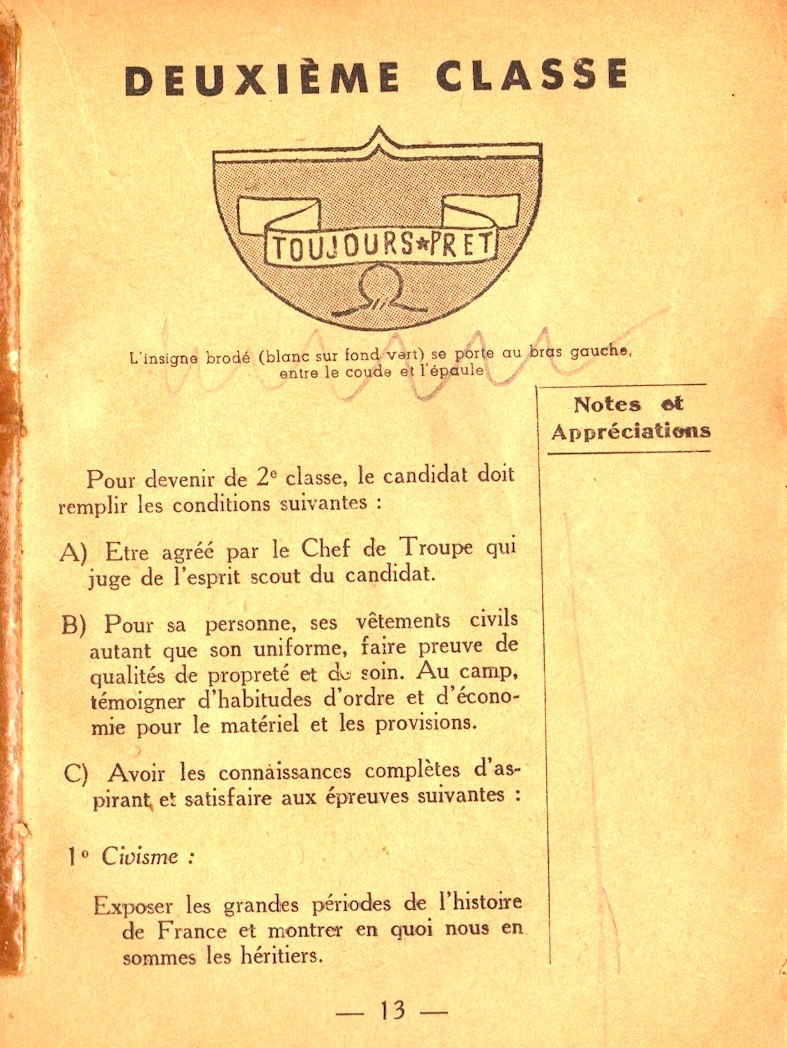 DEUXIÈME CLASSE
TOUJOURS★PRET
L'insigne brodé (blanc sur fond vert) se porte au bras gauche,
entre le coude et l'épaule
Notes et
Appréciations
Pour devenir de 2e classe, le candidat doit
remplir les conditions suivantes :
A) Etre agréé par le Chef de Troupe qui
juge de l'esprit scout du candidat.
B) Pour sa personne, ses vêtements civils
autant que son uniforme, faire preuve de
qualités de propreté et de soin. Au camp,
témoigner d'habitudes d'ordre et d'écono-
mie pour le matériel et les provisions.
C) Avoir les connaissances complètes d'as-
pirant et satisfaire aux épreuves suivantes :
1º Civisme :
Exposer les grandes périodes de l'histoire
de France et montrer en quoi nous en
sommes les héritiers.
— 13 —